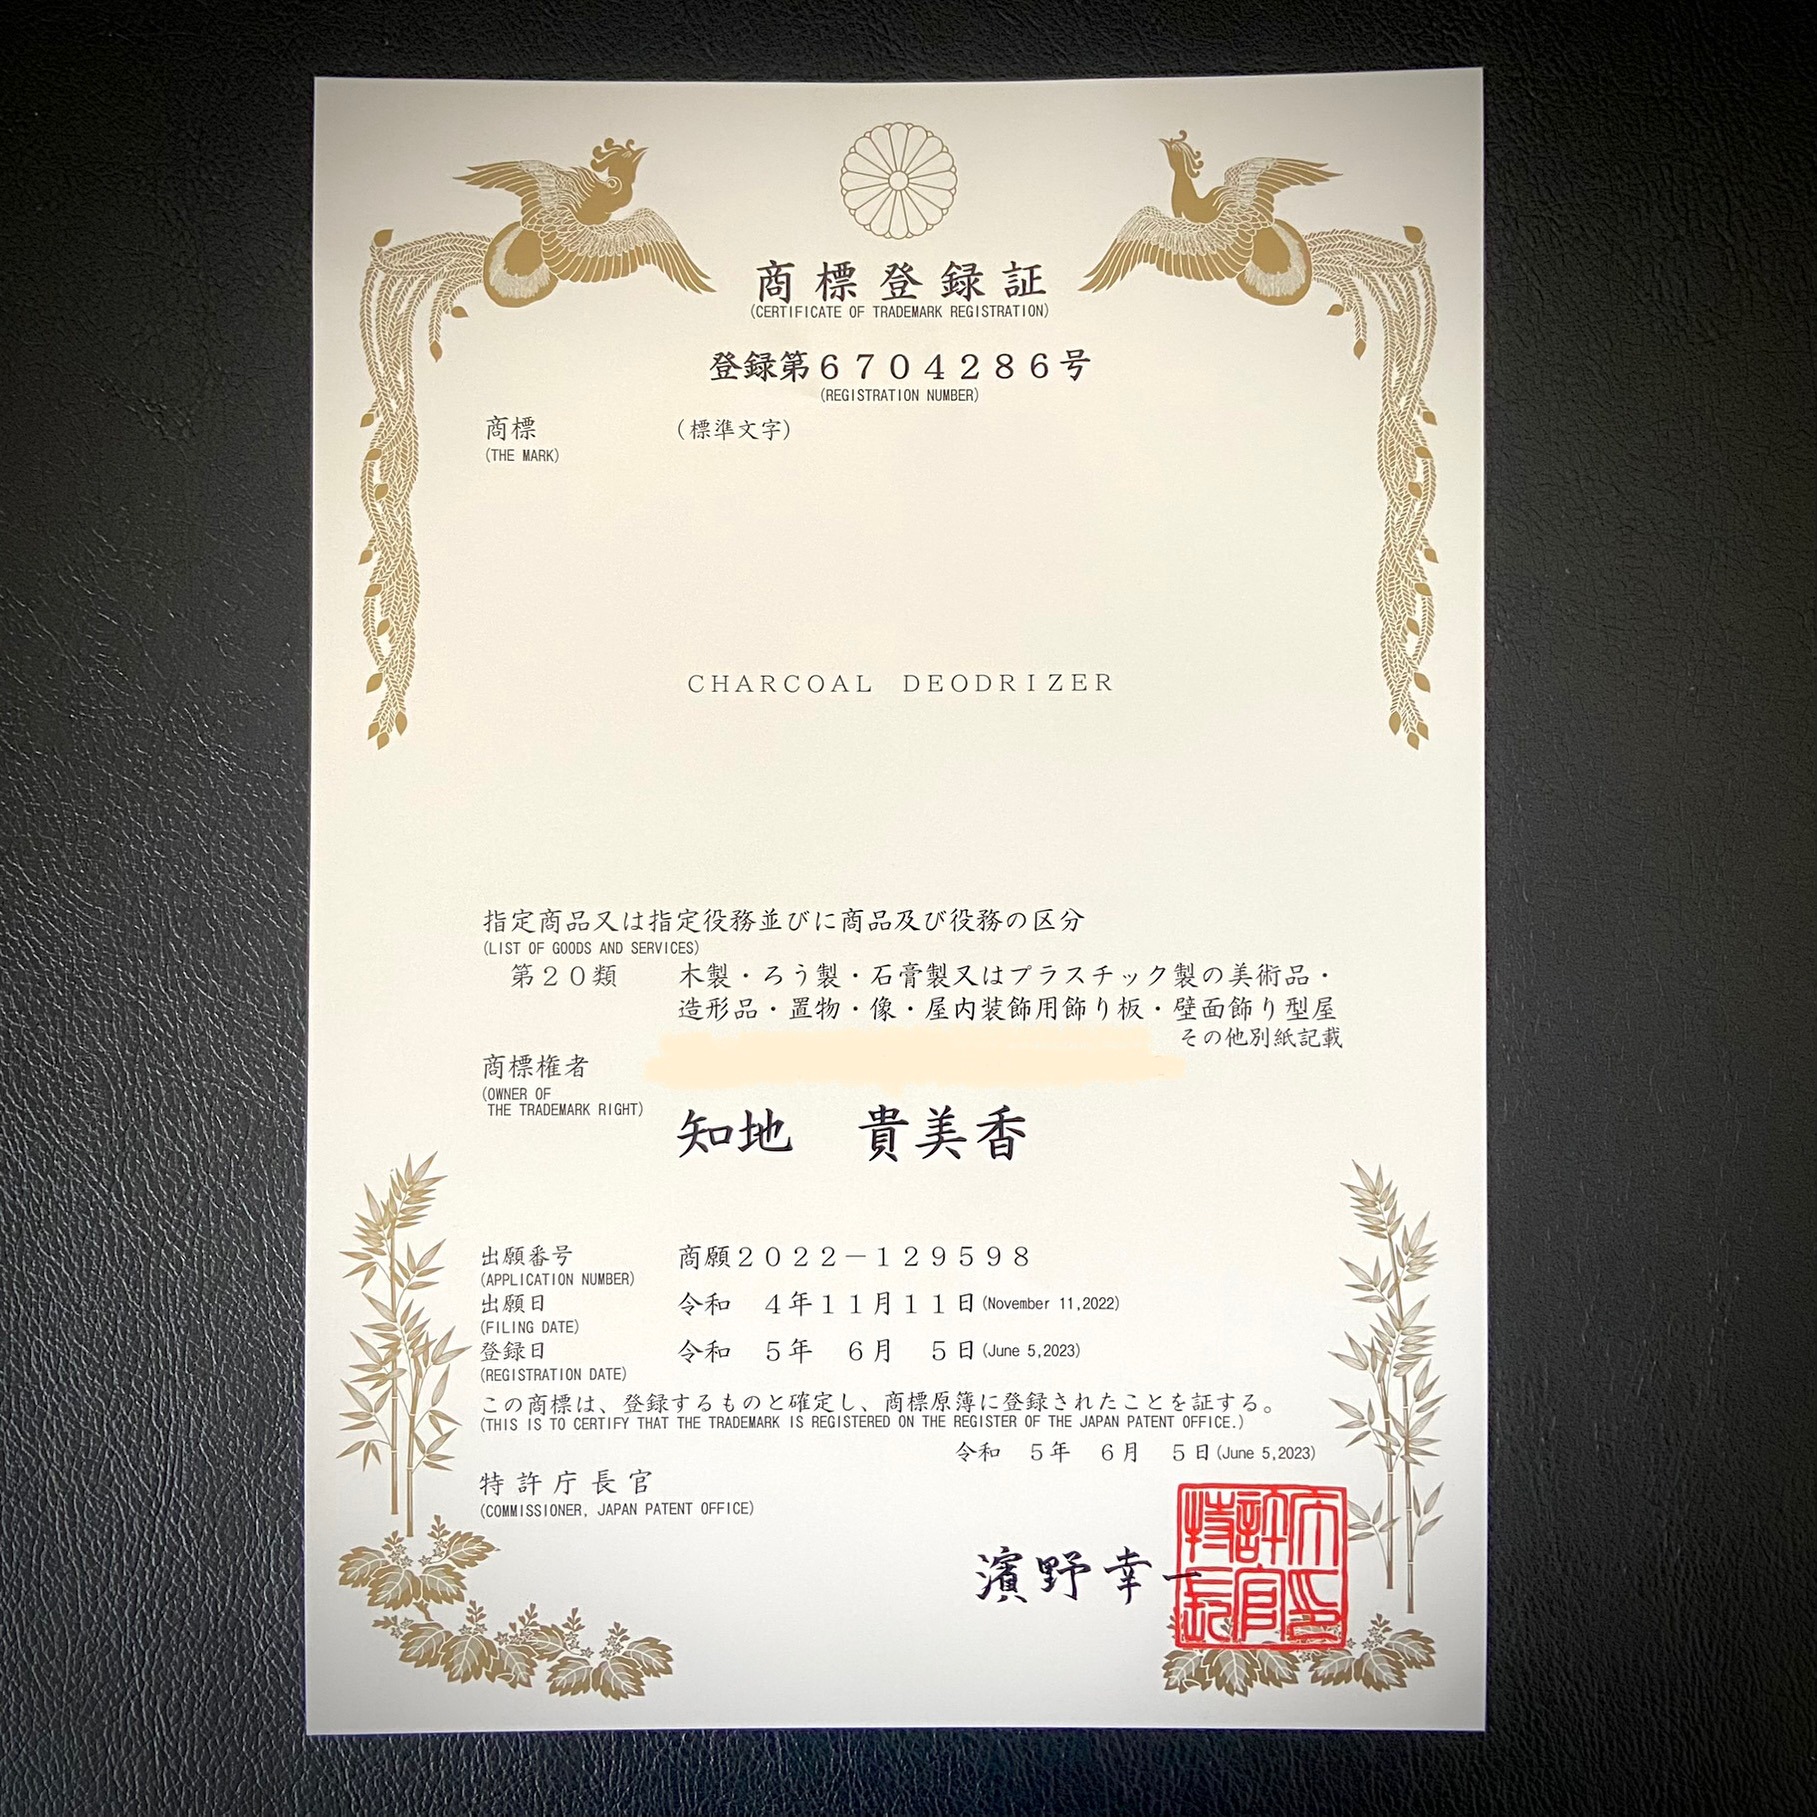 商標登録証
(CERTIFICATE OF TRADEMARK REGISTRATION)
登録第6704286号
(REGISTRATION NUMBER)
商標 (標準文字)
(THE MARK)
CHARCOAL DEODRIZER
指定商品又は指定役務並びに商品及び役務の区分
(LIST OF GOODS AND SERVICES)
第20類 木製・ろう製・石膏製又はプラスチック製の美術品・
造形品・置物・像・屋内装飾用飾り板・壁面飾り型屋
その他別紙記載
商標権者
(OWNER OF
THE TRADEMARK RIGHT)
知地 貴美香
出願番号 商願2022-129598
(APPLICATION NUMBER)
出願日 令和 4年11月11日(November 11,2022)
(FILING DATE)
登録日 令和 5年 6月 5日(June 5,2023)
(REGISTRATION DATE)
この商標は、登録するものと確定し、商標原簿に登録されたことを証する。
(THIS IS TO CERTIFY THAT THE TRADEMARK IS REGISTERED ON THE REGISTER OF THE JAPAN PATENT OFFICE.)
令和 5年 6月 5日(June 5,2023)
特許庁長官
(COMMISSIONER, JAPAN PATENT OFFICE)
濱野幸一